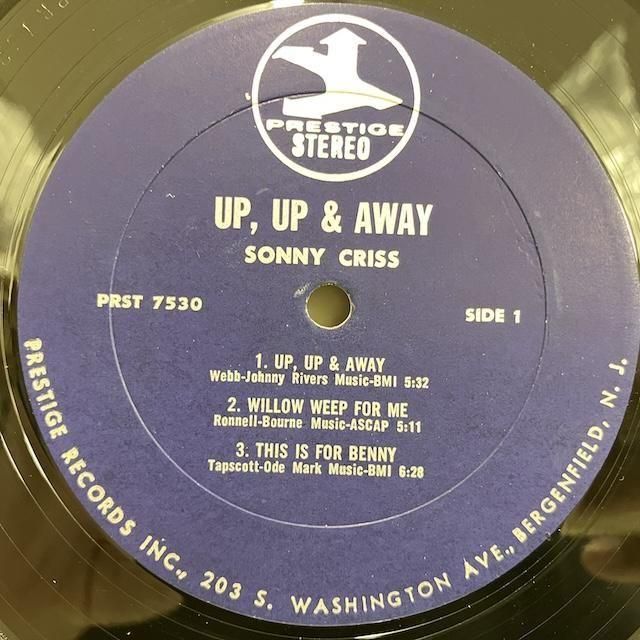 PRESTIGE
STEREO
UP, UP & AWAY
SONNY CRISS
PRST 7530
SIDE 1
1. UP, UP & AWAY
Webb-Johnny Rivers Music-BMI 5:32
2. WILLOW WEEP FOR ME
Ronnell-Bourne Music-ASCAP 5:11
3. THIS IS FOR BENNY
Tapscott-Ode Mark Music-BMI 6:28
PRESTIGE RECORDS INC., 203 S. WASHINGTON AVE., BERGENFIELD, N. J.